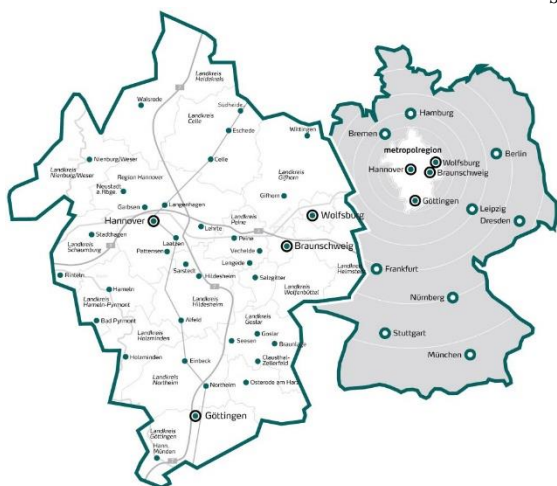 Landkreis
Heidekreis
Walsrode
Landkreis
Celle
Südheide
Eschede
Wittingen
Landkreis
Nienburg/Weser
Nienburg/Weser
Region Hannover
Celle
Landkreis
Gifhorn
Neustadt
a. Rbge.
Garbsen
Langenhagen
Gifhorn
Hannover
Lehrte
Landkreis
Peine
Wolfsburg
Stadthagen
Laatzen
Peine
Landkreis
Schaumburg
Pattensen
Vechelde
Braunschweig
Rinteln
Sarstedt
Lengede
Landkreis
Helmstedt
Hildesheim
Salzgitter
Hameln
Landkreis
Wolfenbüttel
Landkreis
Hameln-Pyrmont
Landkreis
Hildesheim
Bad Pyrmont
Alfeld
Landkreis
Goslar
Landkreis
Holzminden
Seesen
Goslar
Braunlage
Holzminden
Einbeck
Clausthal-
Zellerfeld
Landkreis
Northeim
Northeim
Osterode am Harz
Göttingen
Landkreis
Göttingen
Hann.
Münden
Hamburg
Bremen
metropolregion
Berlin
Hannover
Wolfsburg
Braunschweig
Göttingen
Leipzig
Dresden
Frankfurt
Nürnberg
Stuttgart
München